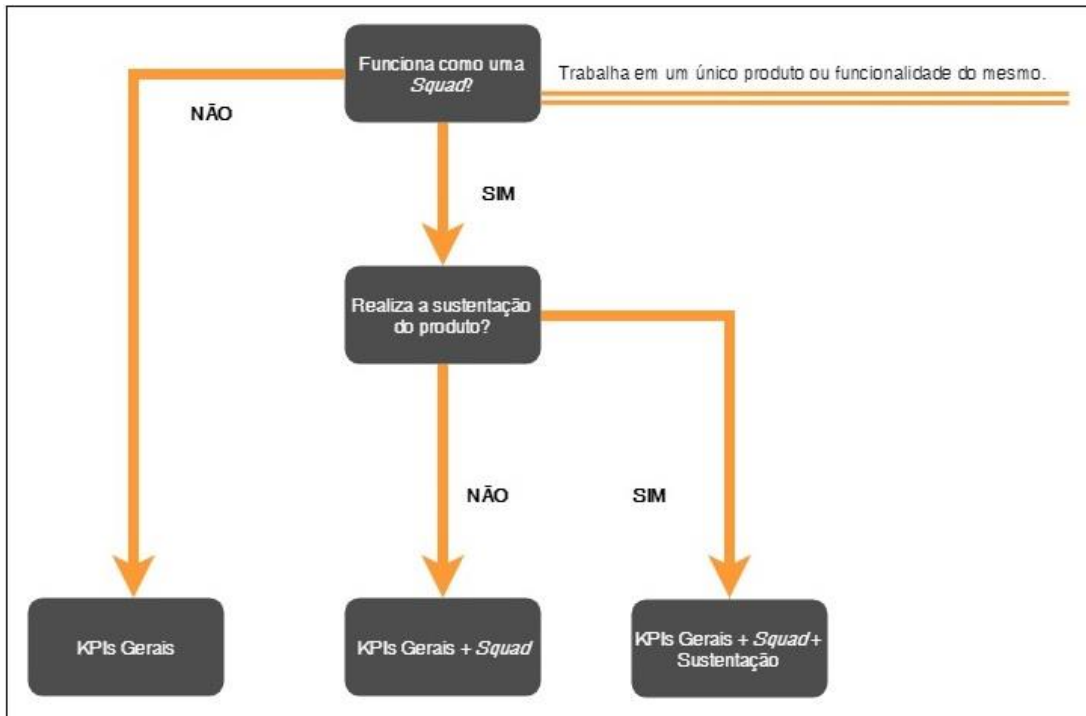 Funciona como uma
Squad?
Trabalha em um único produto ou funcionalidade do mesmo.
NÃO
SIM
Realiza a sustentação
do produto?
NÃO
SIM
KPIs Gerais
KPIs Gerais + Squad
KPIs Gerais + Squad +
Sustentação